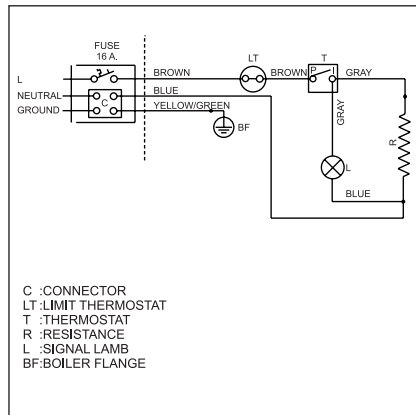 FUSE
16 A.
LT
T
L
BROWN
BROWN
P I
GRAY
NEUTRAL
BLUE
C
GROUND
YELLOW/GREEN
BF
GRAY
R
L
BLUE
C :CONNECTOR
LT :LIMIT THERMOSTAT
T :THERMOSTAT
R :RESISTANCE
L :SIGNAL LAMB
BF:BOILER FLANGE